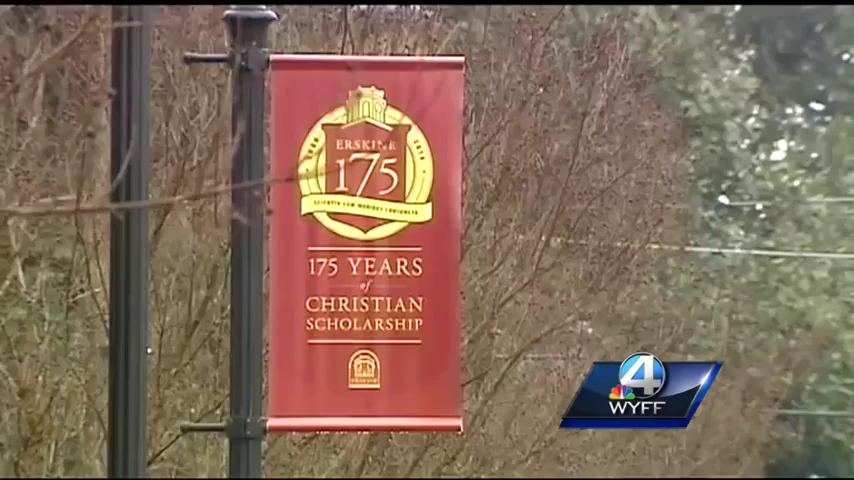 ERSKINE
175
175 YEARS
of
CHRISTIAN
SCHOLARSHIP
4
WYFF